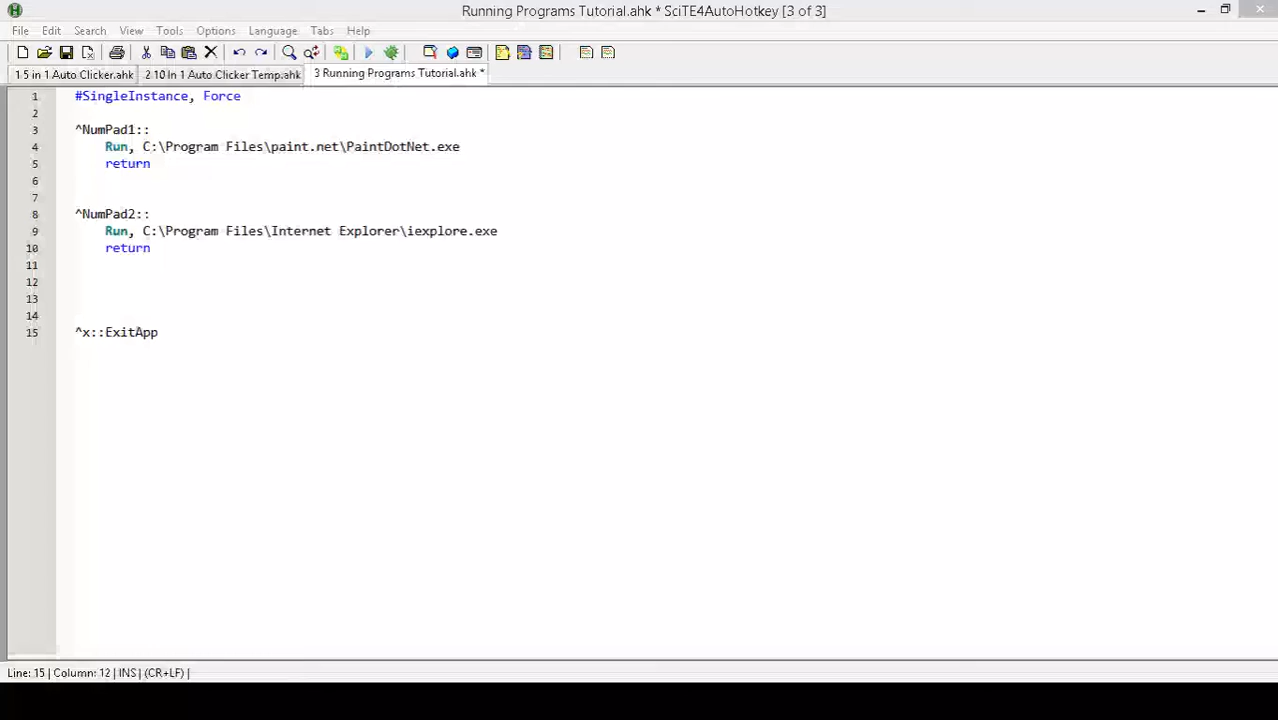 Running Programs Tutorial.ahk * SciTE4AutoHotkey [3 of 3]
File Edit Search View Tools Options Language Tabs Help
1 5 in 1 Auto Clicker.ahk 2 10 In 1 Auto Clicker Temp.ahk 3 Running Programs Tutorial.ahk *
1 #SingleInstance, Force
2
3 ^NumPad1::
4 Run, C:\Program Files\paint.net\PaintDotNet.exe
5 return
6
7
8 ^NumPad2::
9 Run, C:\Program Files\Internet Explorer\iexplore.exe
10 return
11
12
13
14
15 ^x::ExitApp
Line: 15 | Column: 12 | INS | (CR+LF) |